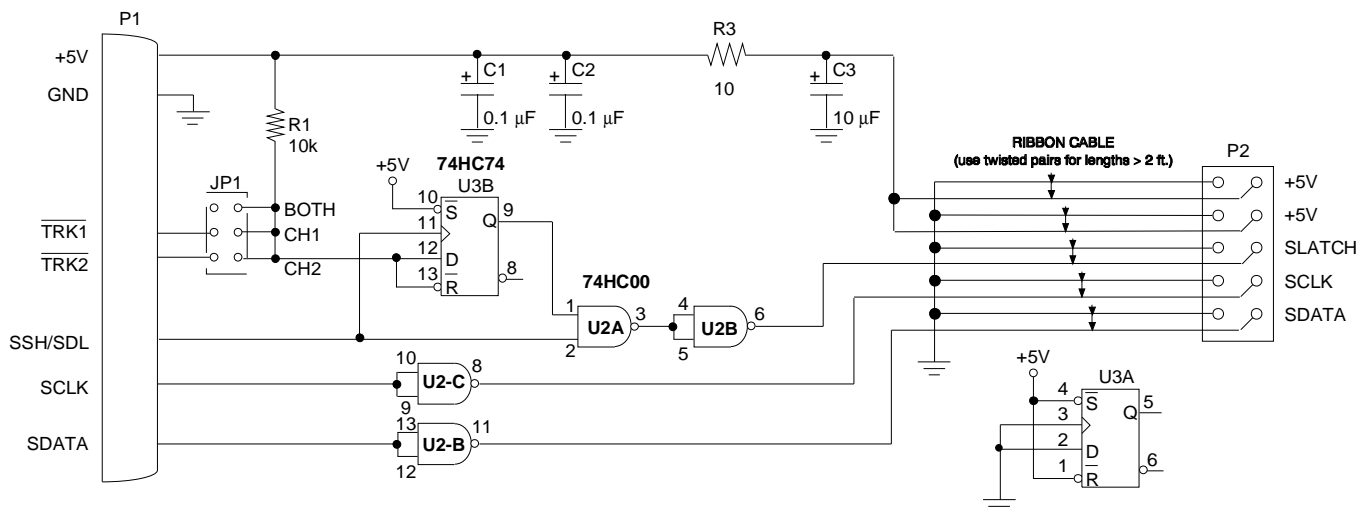 P1
+5V
GND
TRK1
TRK2
SSH/SDL
SCLK
SDATA
R1
10k
JP1
BOTH
CH1
CH2
+
C1
0.1 µF
+
C2
0.1 µF
R3
10
+
C3
10 µF
+5V
74HC74
U3B
10
S
11
12
D
13
R
Q
9
8
74HC00
1
2
U2A
3
4
5
U2B
6
10
9
U2-C
8
13
12
U2-B
11
RIBBON CABLE
(use twisted pairs for lengths > 2 ft.)
P2
+5V
+5V
SLATCH
SCLK
SDATA
+5V
U3A
4
S
3
2
D
1
R
Q
5
6